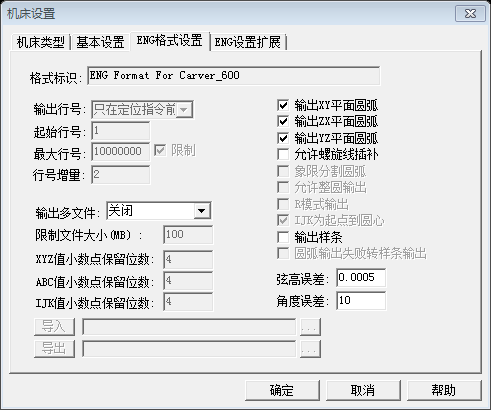 机床设置
机床类型 基本设置 ENG格式设置 ENG设置扩展
格式标识: ENG Format For Carver_600
输出行号: 只在定位指令前
起始行号: 1
最大行号: 10000000 限制
行号增量: 2
输出多文件: 关闭
限制文件大小(MB) : 100
XYZ值小数点保留位数: 4
ABC值小数点保留位数: 4
IJK值小数点保留位数: 4
输出XY平面圆弧
输出ZX平面圆弧
输出YZ平面圆弧
允许螺旋线插补
象限分割圆弧
允许整圆输出
R模式输出
IJK为起点到圆心
输出样条
圆弧输出失败转样条输出
弦高误差: 0.0005
角度误差: 10
导入 ...
导出 ...
确定 取消 帮助